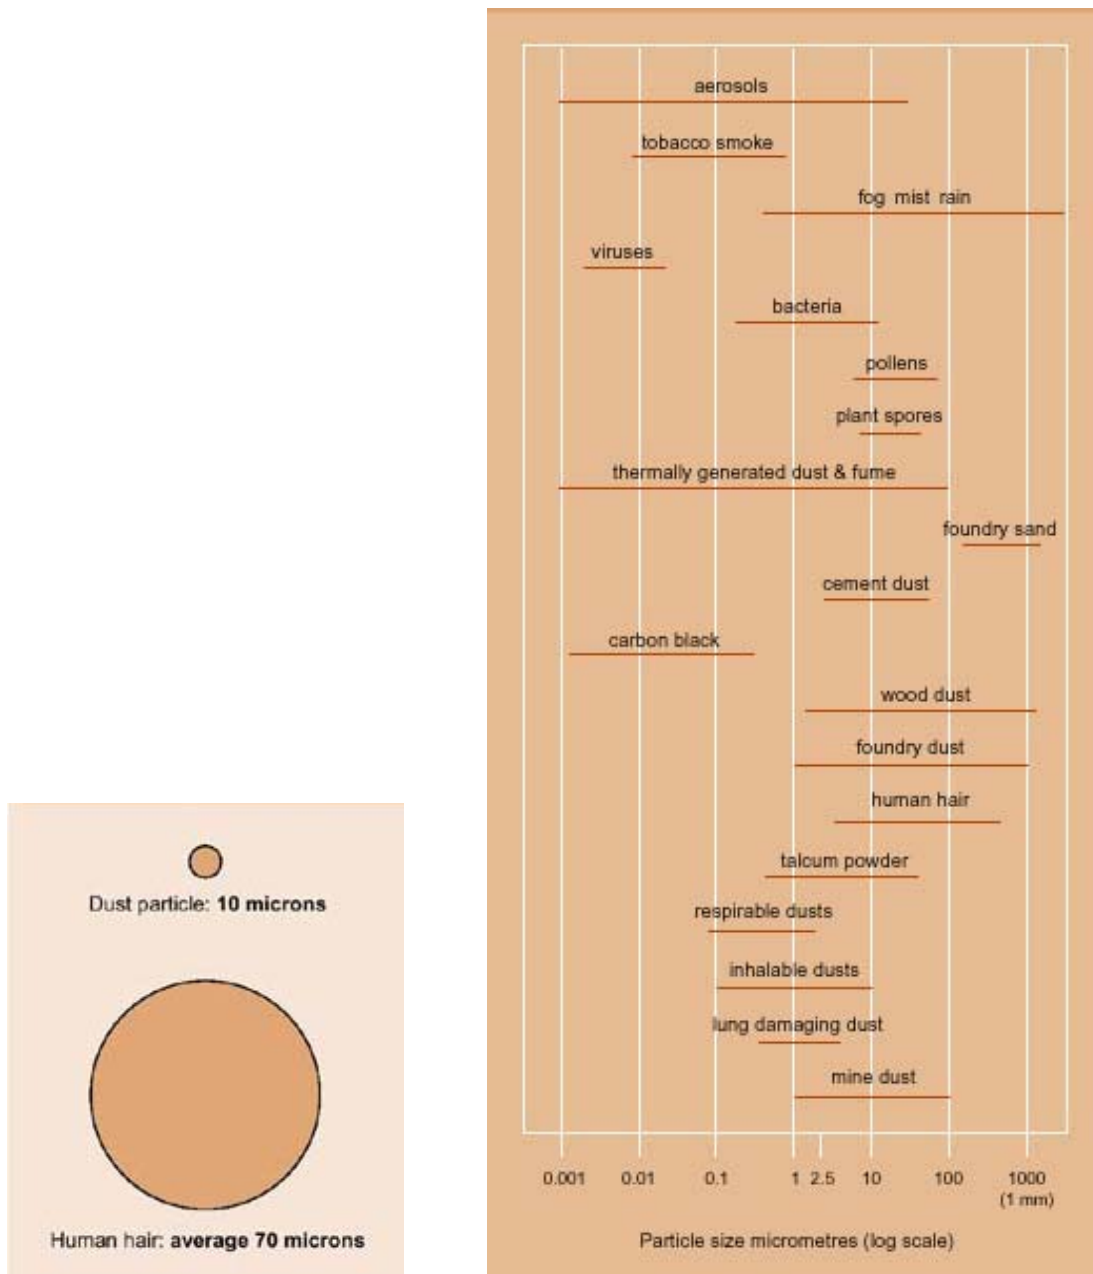 Dust particle: 10 microns
Human hair: average 70 microns
aerosols
tobacco smoke
fog mist rain
viruses
bacteria
pollens
plant spores
thermally generated dust & fume
foundry sand
cement dust
carbon black
wood dust
foundry dust
human hair
talcum powder
respirable dusts
inhalable dusts
lung damaging dust
mine dust
0.001 0.01 0.1 1 2.5 10 100 1000
(1 mm)
Particle size micrometres (log scale)